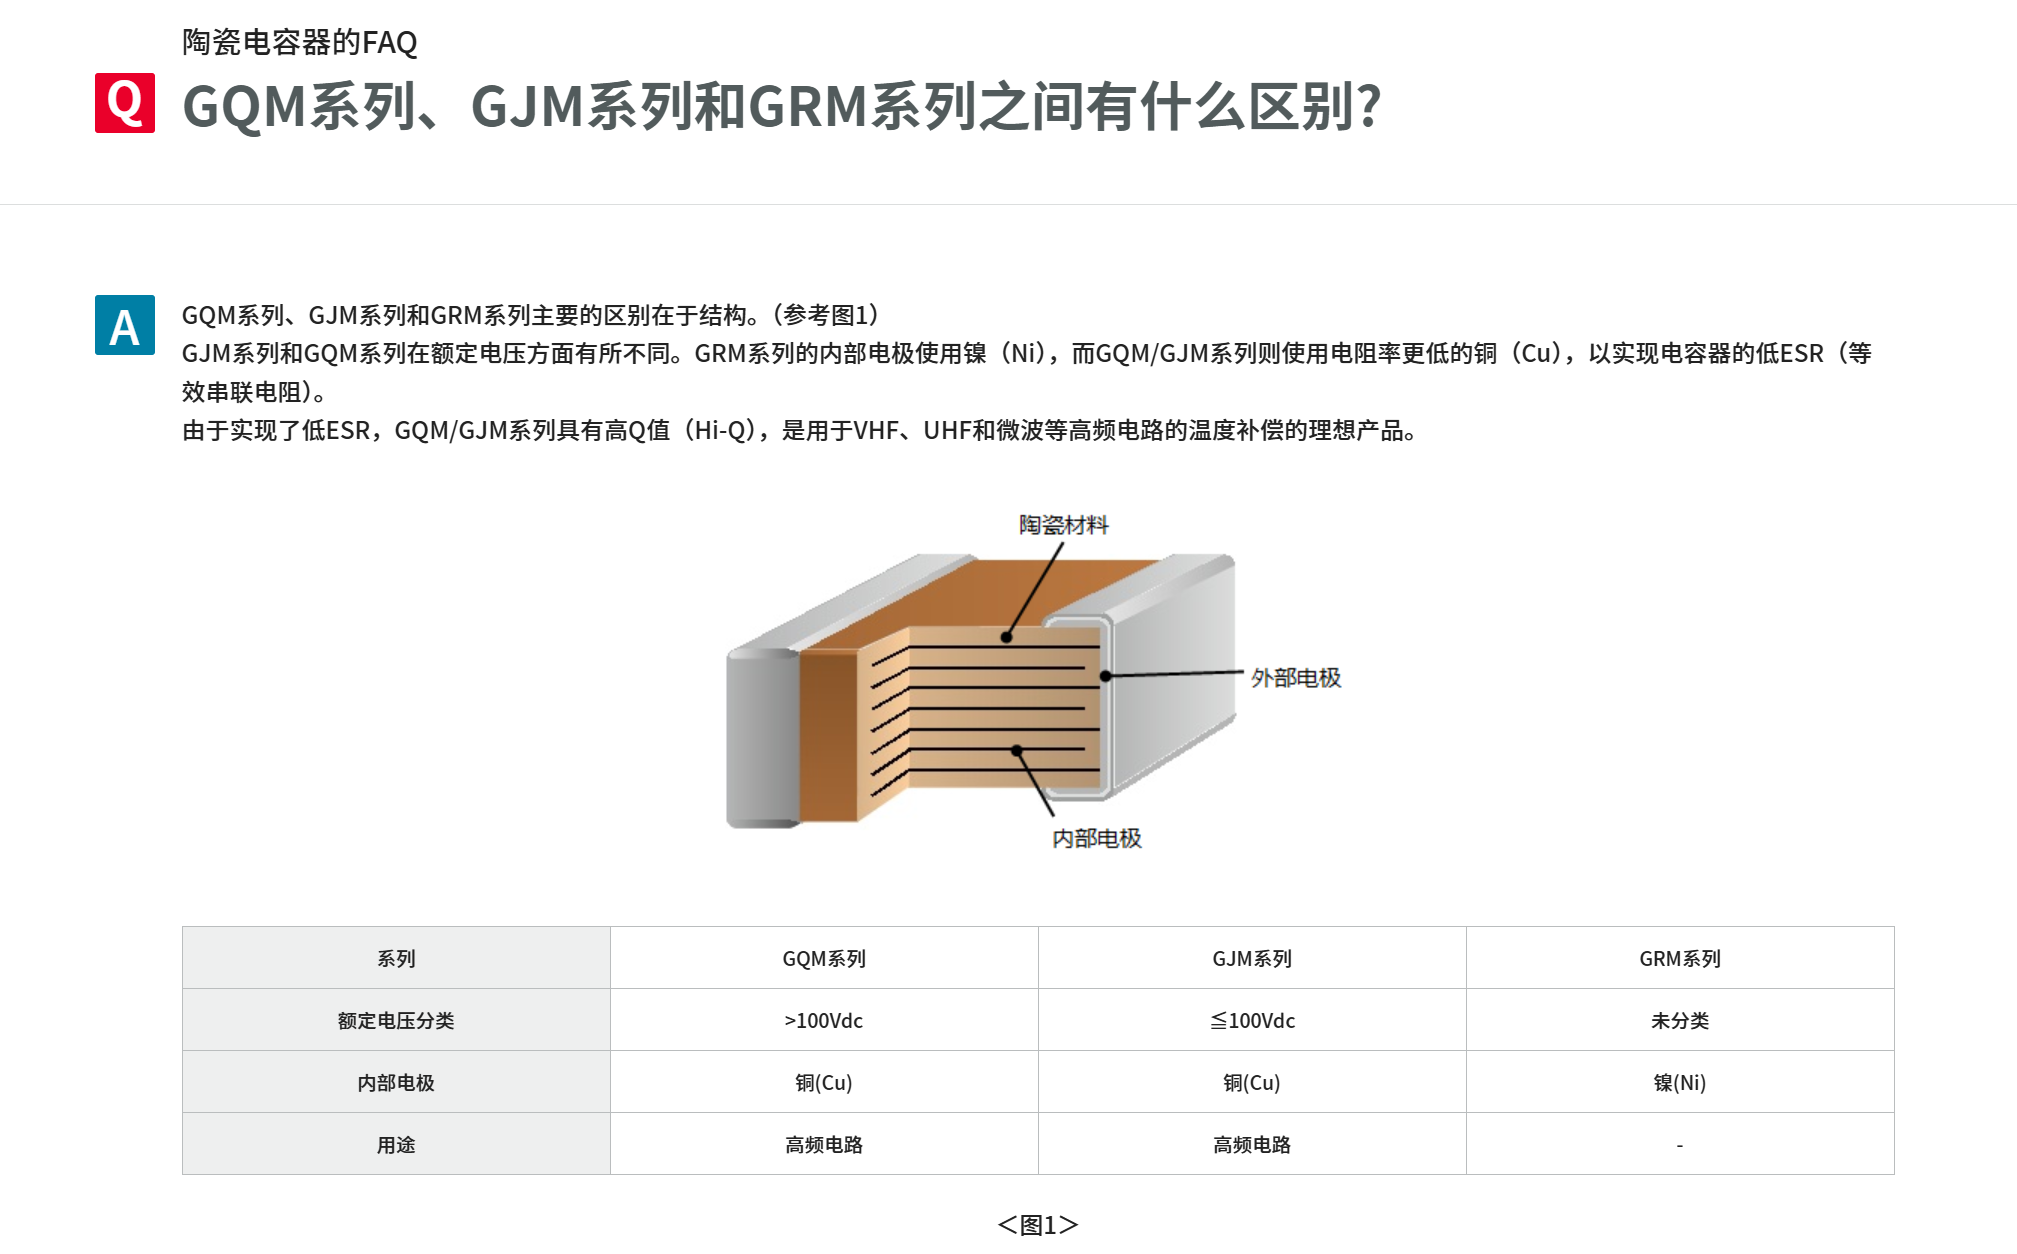 陶瓷电容器的FAQ
Q GQM系列、GJM系列和GRM系列之间有什么区别?
A GQM系列、GJM系列和GRM系列主要的区别在于结构。（参考图1）
GJM系列和GQM系列在额定电压方面有所不同。GRM系列的内部电极使用镍（Ni），而GQM/GJM系列则使用电阻率更低的铜（Cu），以实现电容器的低ESR（等
效串联电阻）。
由于实现了低ESR，GQM/GJM系列具有高Q值（Hi-Q），是用于VHF、UHF和微波等高频电路的温度补偿的理想产品。
陶瓷材料
外部电极
内部电极
系列 GQM系列 GJM系列 GRM系列
额定电压分类 >100Vdc ≦100Vdc 未分类
内部电极 铜(Cu) 铜(Cu) 镍(Ni)
用途 高频电路 高频电路 -
＜图1＞